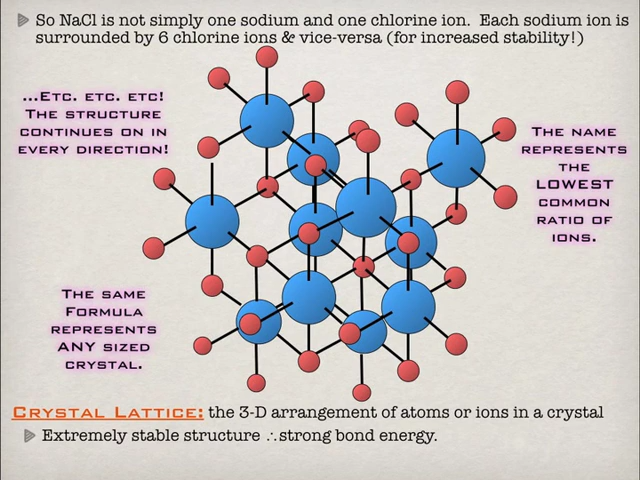 So NaCl is not simply one sodium and one chlorine ion.  Each sodium ion is
surrounded by 6 chlorine ions & vice-versa (for increased stability!)
...Etc. etc. etc!
The structure
continues on in
every direction!
The name
represents
the
LOWEST
common
ratio of
ions.
The same
Formula
represents
ANY sized
crystal.
Crystal Lattice: the 3-D arrangement of atoms or ions in a crystal
Extremely stable structure ∴strong bond energy.